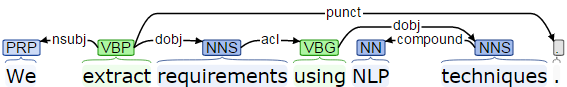 punct
dobj
nsubj dobj acl compound
PRP VBP NNS VBG NN NNS .
We extract requirements using NLP techniques .